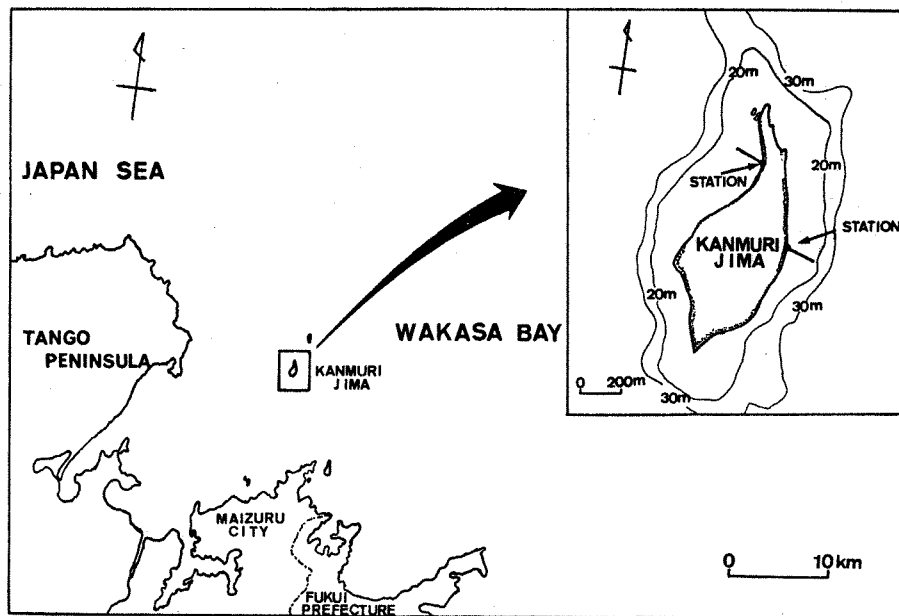 JAPAN SEA
TANGO
PENINSULA
WAKASA BAY
KANMURI
JIMA
MAIZURU
CITY
FUKUI
PREFECTURE
0 10km
20m
30m
STATION
20m
STATION
KANMURI
JIMA
20m
30m
0 200m
30m
20m